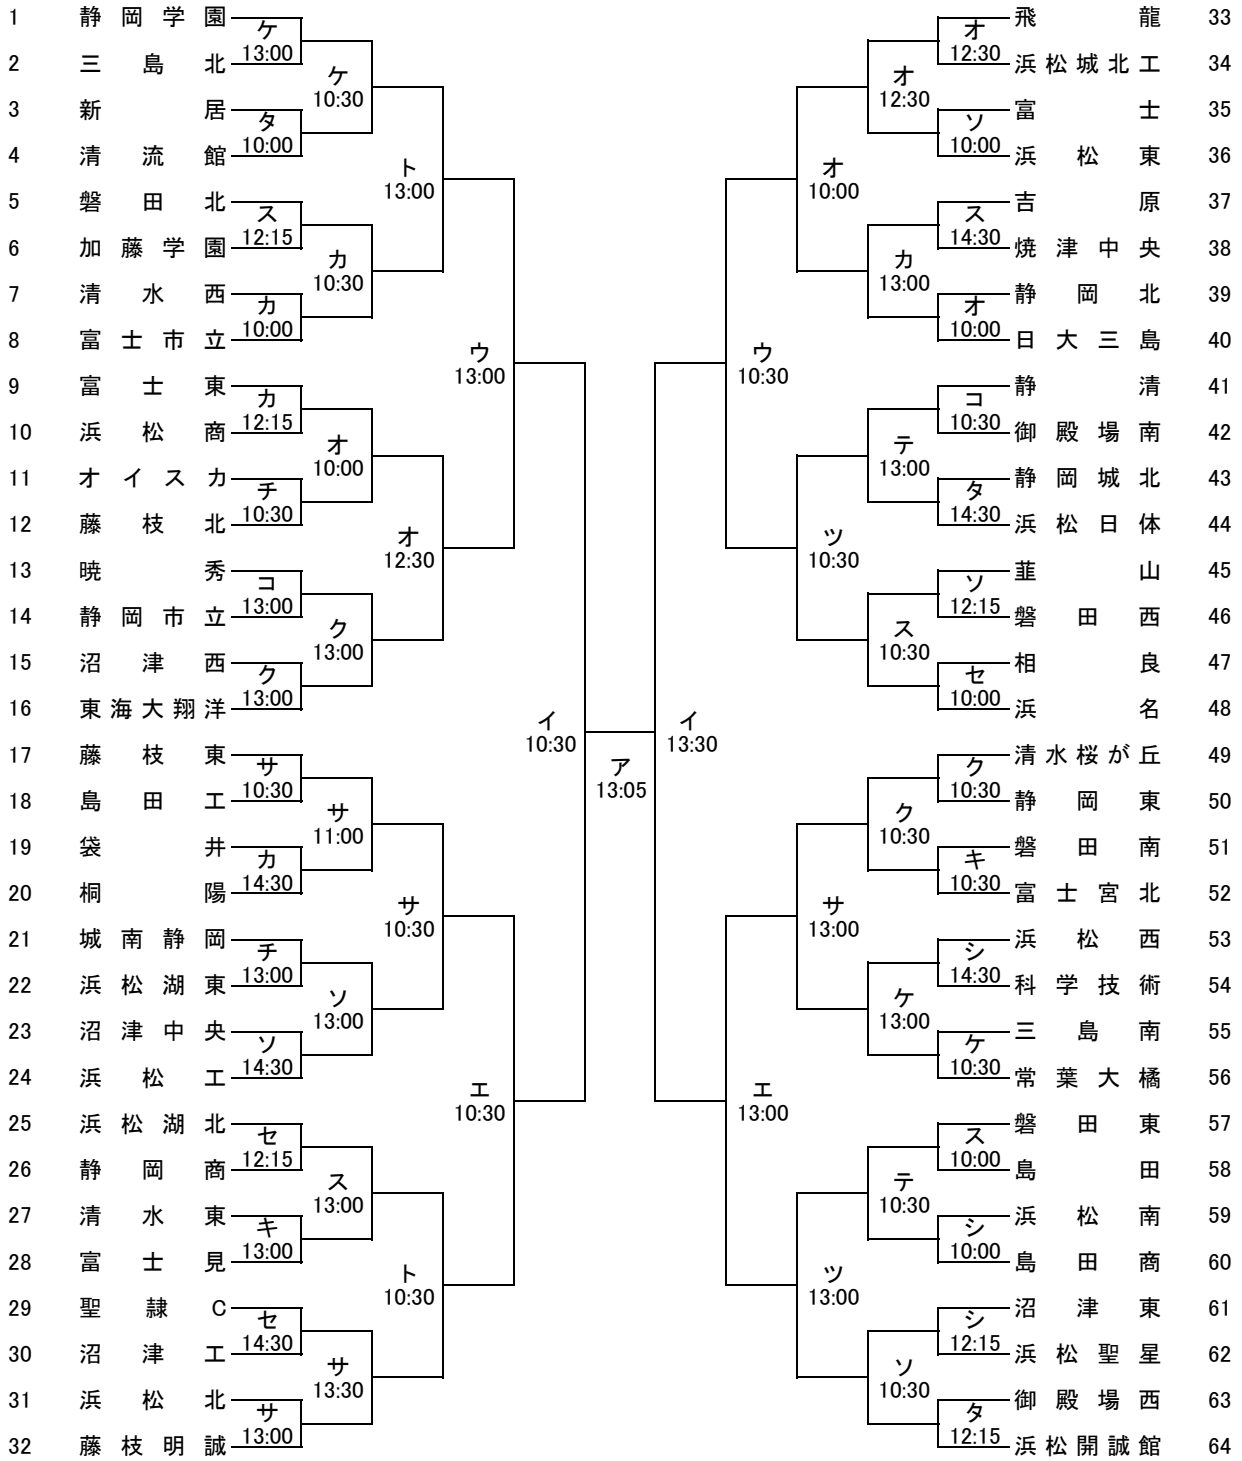 1 静岡学園
ケ
13:00
2 三島北
ケ
10:30
3 新居
タ
10:00
4 清流館
ト
13:00
5 磐田北
ス
12:15
6 加藤学園
カ
10:30
7 清水西
カ
10:00
8 富士市立
ウ
13:00
9 富士東
カ
12:15
10 浜松商
オ
10:00
11 オイスカ
チ
10:30
12 藤枝北
オ
12:30
13 暁秀
コ
13:00
14 静岡市立
ク
13:00
15 沼津西
ク
13:00
16 東海大翔洋
イ
10:30
17 藤枝東
サ
10:30
18 島田工
サ
11:00
19 袋井
カ
14:30
20 桐陽
サ
10:30
21 城南静岡
チ
13:00
22 浜松湖東
ソ
13:00
23 沼津中央
ソ
14:30
24 浜松工
エ
10:30
25 浜松湖北
セ
12:15
26 静岡商
ス
13:00
27 清水東
キ
13:00
28 富士見
ト
10:30
29 聖隷C
セ
14:30
30 沼津工
サ
13:30
31 浜松北
サ
13:00
32 藤枝明誠
ア
13:05
飛龍 33
オ
12:30
浜松城北工 34
オ
12:30
富士 35
ソ
10:00
浜松東 36
オ
10:00
吉原 37
ス
14:30
焼津中央 38
カ
13:00
静岡北 39
オ
10:00
日大三島 40
ウ
10:30
静清 41
コ
10:30
御殿場南 42
テ
13:00
静岡城北 43
タ
14:30
浜松日体 44
ツ
10:30
韮山 45
ソ
12:15
磐田西 46
ス
10:30
相良 47
セ
10:00
浜名 48
イ
13:30
清水桜が丘 49
ク
10:30
静岡東 50
ク
10:30
磐田南 51
キ
10:30
富士宮北 52
サ
13:00
浜松西 53
シ
14:30
科学技術 54
ケ
13:00
三島南 55
ケ
10:30
常葉大橘 56
エ
13:00
磐田東 57
ス
10:00
島田 58
テ
10:30
浜松南 59
シ
10:00
島田商 60
ツ
13:00
沼津東 61
シ
12:15
浜松聖星 62
ソ
10:30
御殿場西 63
タ
12:15
浜松開誠館 64